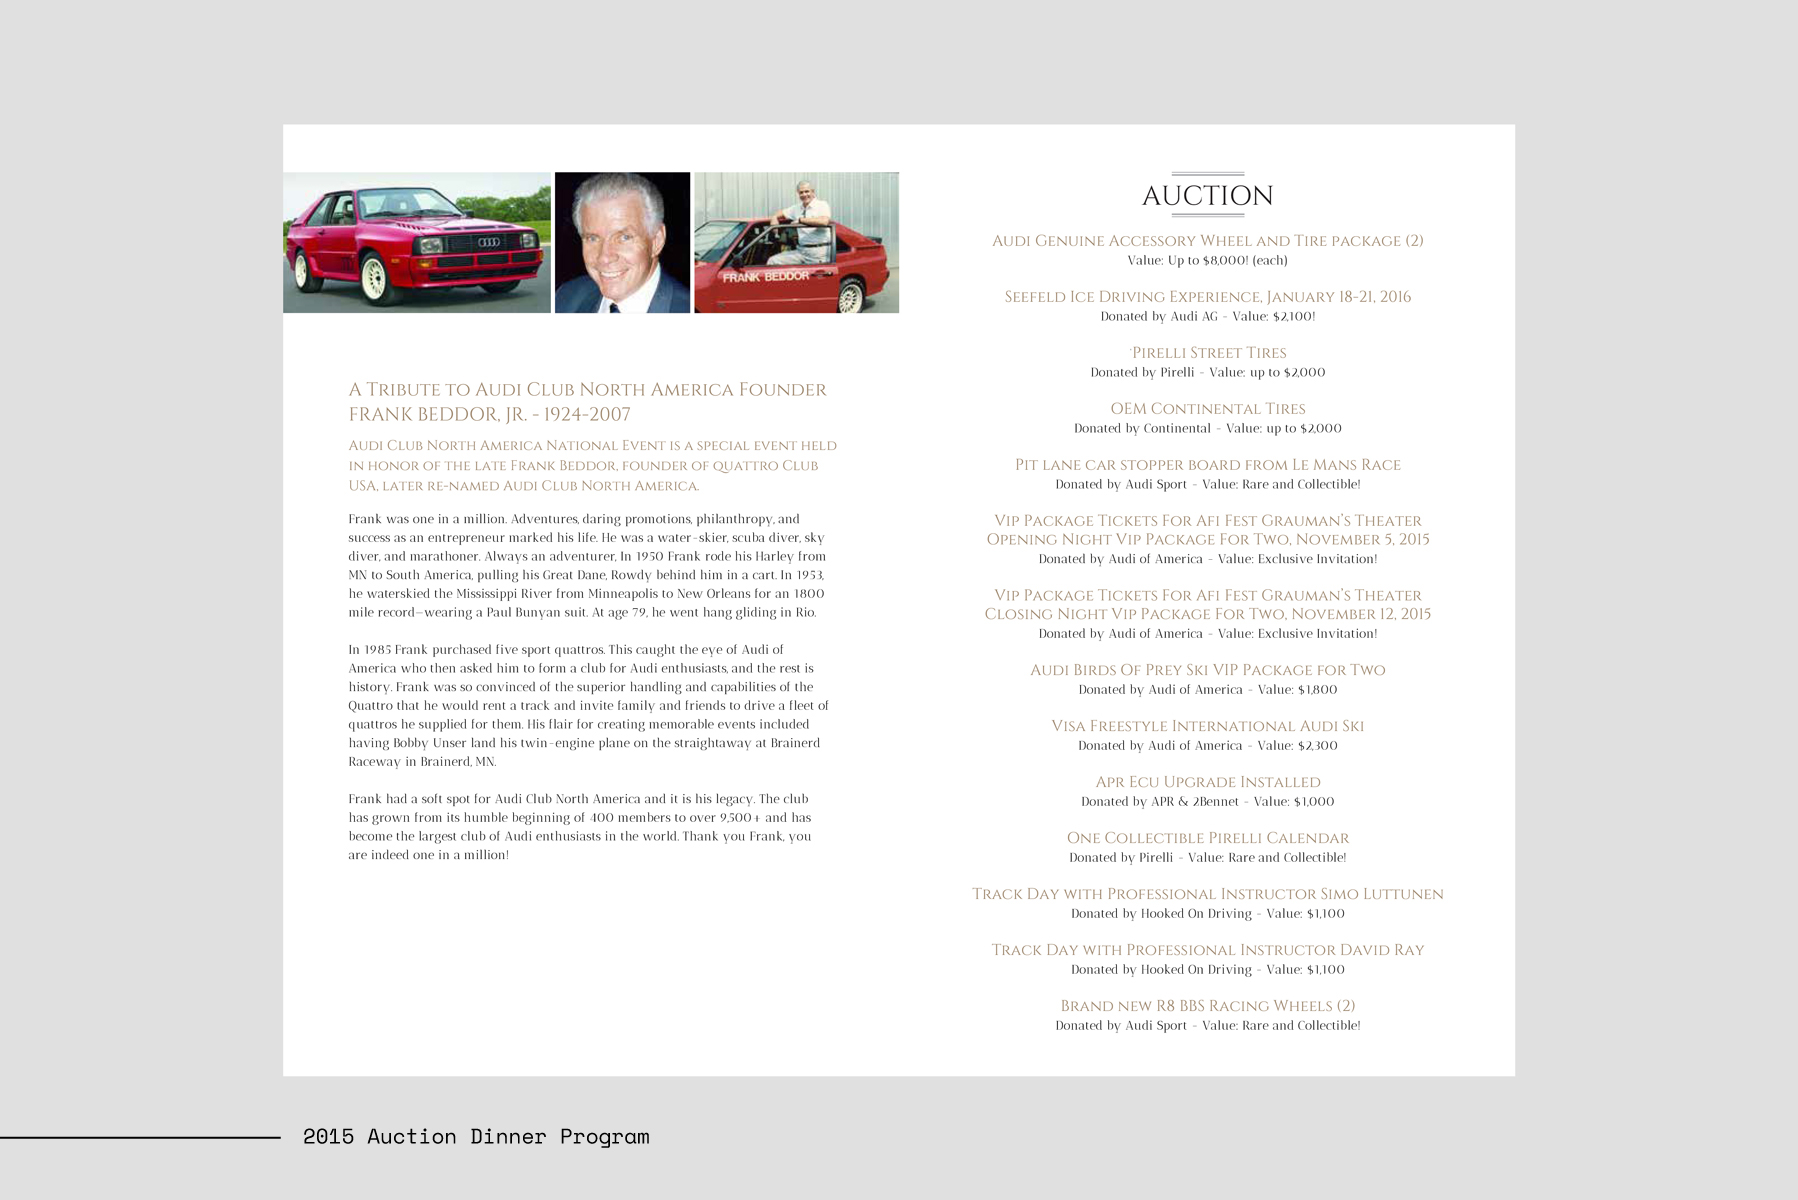 FRANK BEDDOR
A Tribute to Audi Club North America Founder
FRANK BEDDOR, JR. - 1924-2007
Audi Club North America National Event is a special event held
in honor of the late Frank Beddor, founder of quattro Club
USA, later re-named Audi Club North America.
Frank was one in a million. Adventures, daring promotions, philanthropy, and
success as an entrepreneur marked his life. He was a water-skier, scuba diver, sky
diver, and marathoner. Always an adventurer, In 1950 Frank rode his Harley from
MN to South America, pulling his Great Dane, Rowdy behind him in a cart. In 1953,
he waterskied the Mississippi River from Minneapolis to New Orleans for an 1800
mile record—wearing a Paul Bunyan suit. At age 79, he went hang gliding in Rio.
In 1985 Frank purchased five sport quattros. This caught the eye of Audi of
America who then asked him to form a club for Audi enthusiasts, and the rest is
history. Frank was so convinced of the superior handling and capabilities of the
Quattro that he would rent a track and invite family and friends to drive a fleet of
quattros he supplied for them. His flair for creating memorable events included
having Bobby Unser land his twin-engine plane on the straightaway at Brainerd
Raceway in Brainerd, MN.
Frank had a soft spot for Audi Club North America and it is his legacy. The club
has grown from its humble beginning of 400 members to over 9,500+ and has
become the largest club of Audi enthusiasts in the world. Thank you Frank, you
are indeed one in a million!
AUCTION
Audi Genuine Accessory Wheel and Tire package (2)
Value: Up to $8,000! (each)
Seefeld Ice Driving Experience, January 18-21, 2016
Donated by Audi AG - Value: $2,100!
Pirelli Street Tires
Donated by Pirelli - Value: up to $2,000
OEM Continental Tires
Donated by Continental - Value: up to $2,000
Pit lane car stopper board from Le Mans Race
Donated by Audi Sport - Value: Rare and Collectible!
Vip Package Tickets For Afi Fest Grauman's Theater
Opening Night Vip Package For Two, November 5, 2015
Donated by Audi of America - Value: Exclusive Invitation!
Vip Package Tickets For Afi Fest Grauman's Theater
Closing Night Vip Package For Two, November 12, 2015
Donated by Audi of America - Value: Exclusive Invitation!
Audi Birds Of Prey Ski VIP Package for Two
Donated by Audi of America - Value: $1,800
Visa Freestyle International Audi Ski
Donated by Audi of America - Value: $2,300
Apr Ecu Upgrade Installed
Donated by APR & 2Bennet - Value: $1,000
One Collectible Pirelli Calendar
Donated by Pirelli - Value: Rare and Collectible!
Track Day with Professional Instructor Simo Luttunen
Donated by Hooked On Driving - Value: $1,100
Track Day with Professional Instructor David Ray
Donated by Hooked On Driving - Value: $1,100
Brand new R8 BBS Racing Wheels (2)
Donated by Audi Sport - Value: Rare and Collectible!
2015 Auction Dinner Program